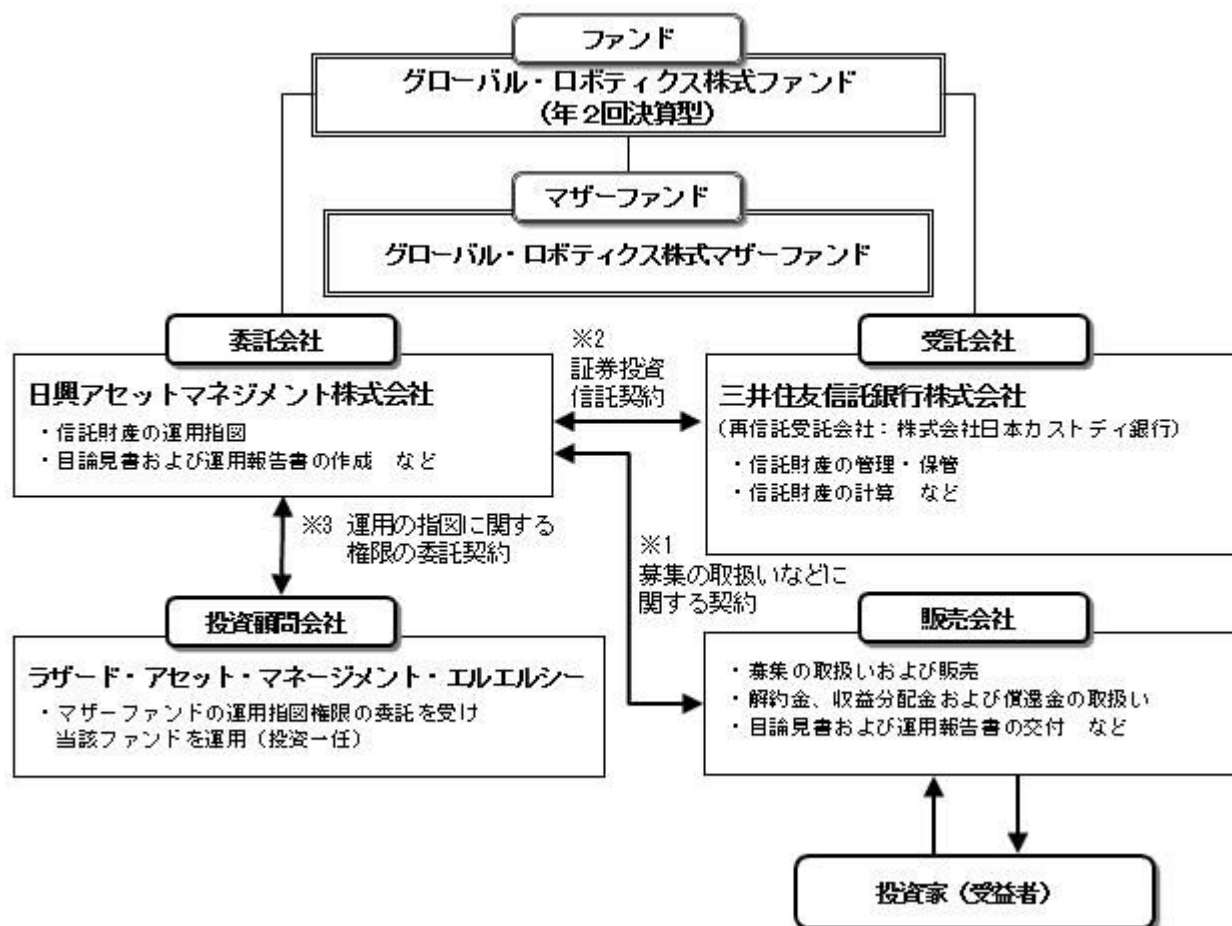 ファンド
グローバル・ロボティクス株式ファンド
(年2回決算型)
マザーファンド
グローバル・ロボティクス株式マザーファンド
委託会社
日興アセットマネジメント株式会社
・信託財産の運用指図
・目論見書および運用報告書の作成 など
※2
証券投資
信託契約
受託会社
三井住友信託銀行株式会社
(再信託受託会社：株式会社日本カストディ銀行)
・信託財産の管理・保管
・信託財産の計算 など
※3 運用の指図に関する
権限の委託契約
※1
募集の取扱いなどに
関する契約
投資顧問会社
ラザード・アセット・マネージメント・エルエルシー
・マザーファンドの運用指図権限の委託を受け
当該ファンドを運用（投資一任）
販売会社
・募集の取扱いおよび販売
・解約金、収益分配金および償還金の取扱い
・目論見書および運用報告書の交付 など
投資家（受益者）